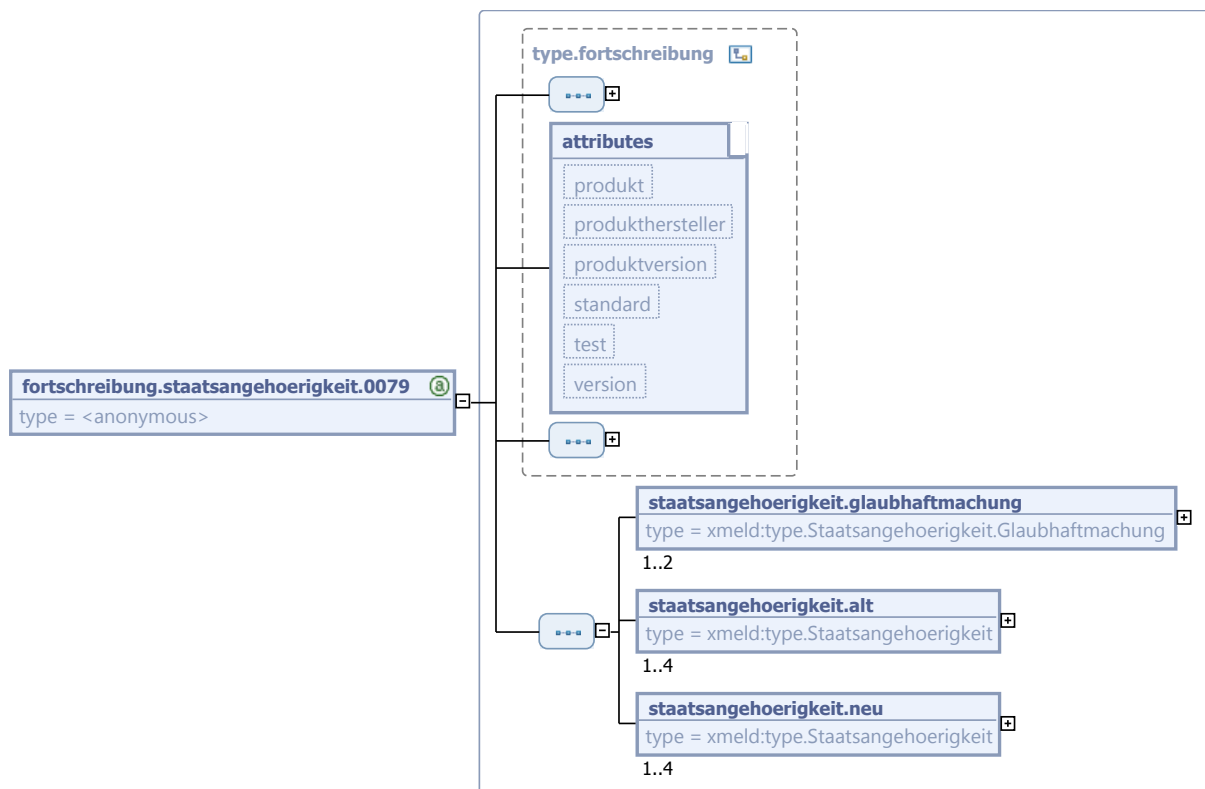 type.fortschreibung
attributes
produkt
produkthersteller
produktversion
standard
test
version
fortschreibung.staatsangehoerigkeit.0079 @
type = <anonymous>
staatsangehoerigkeit.glaubhaftmachung
type = xmeld:type.Staatsangehoerigkeit.Glaubhaftmachung
1..2
staatsangehoerigkeit.alt
type = xmeld:type.Staatsangehoerigkeit
1..4
staatsangehoerigkeit.neu
type = xmeld:type.Staatsangehoerigkeit
1..4